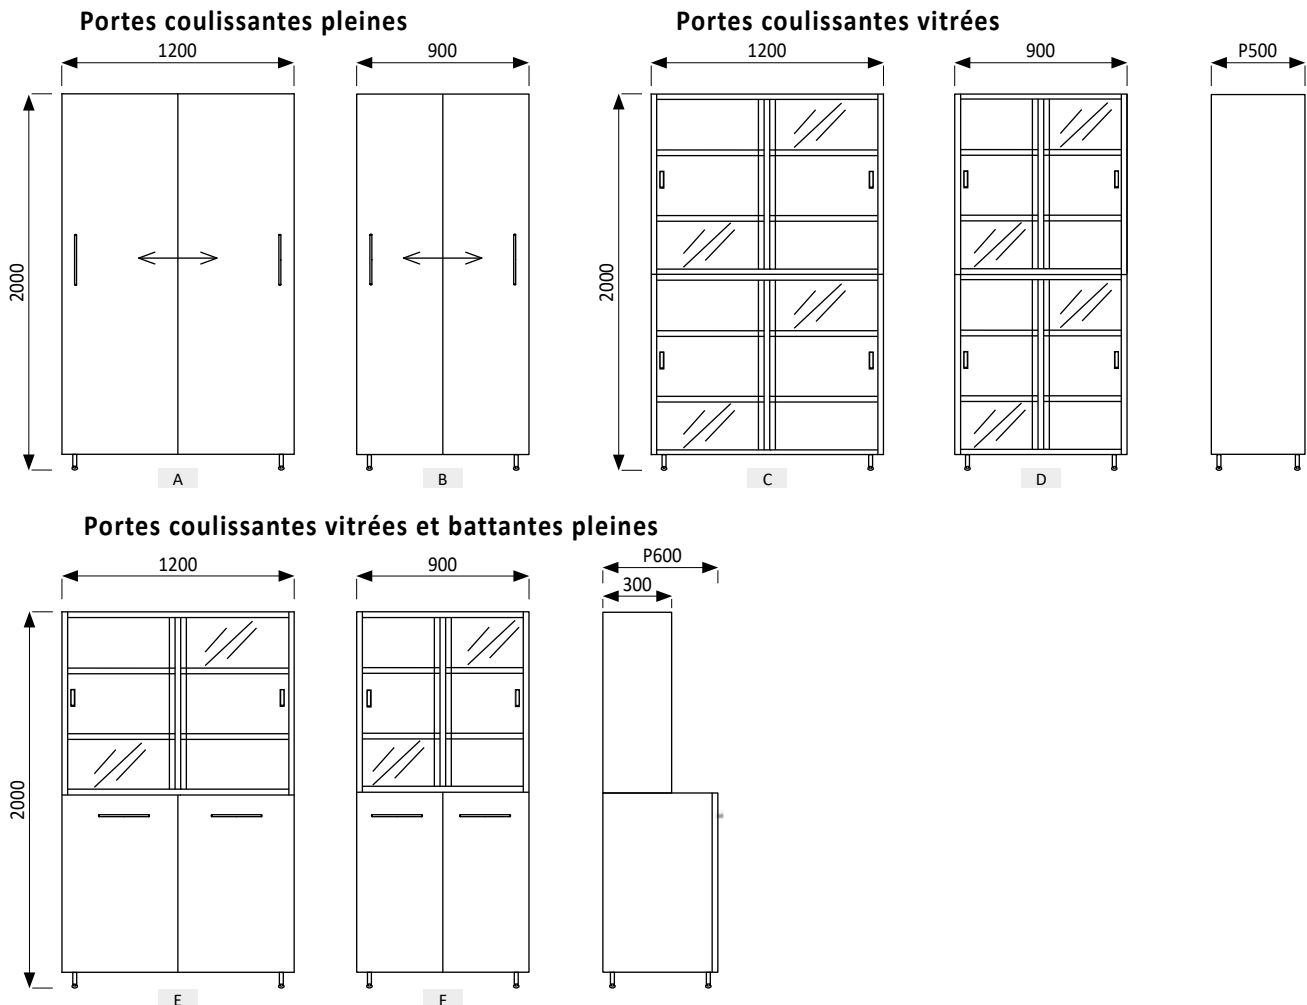 Portes coulissantes pleines
Portes coulissantes vitrées
1200
900
1200
900
P500
2000
2000
A
B
C
D
Portes coulissantes vitrées et battantes pleines
1200
900
P600
300
2000
E
F